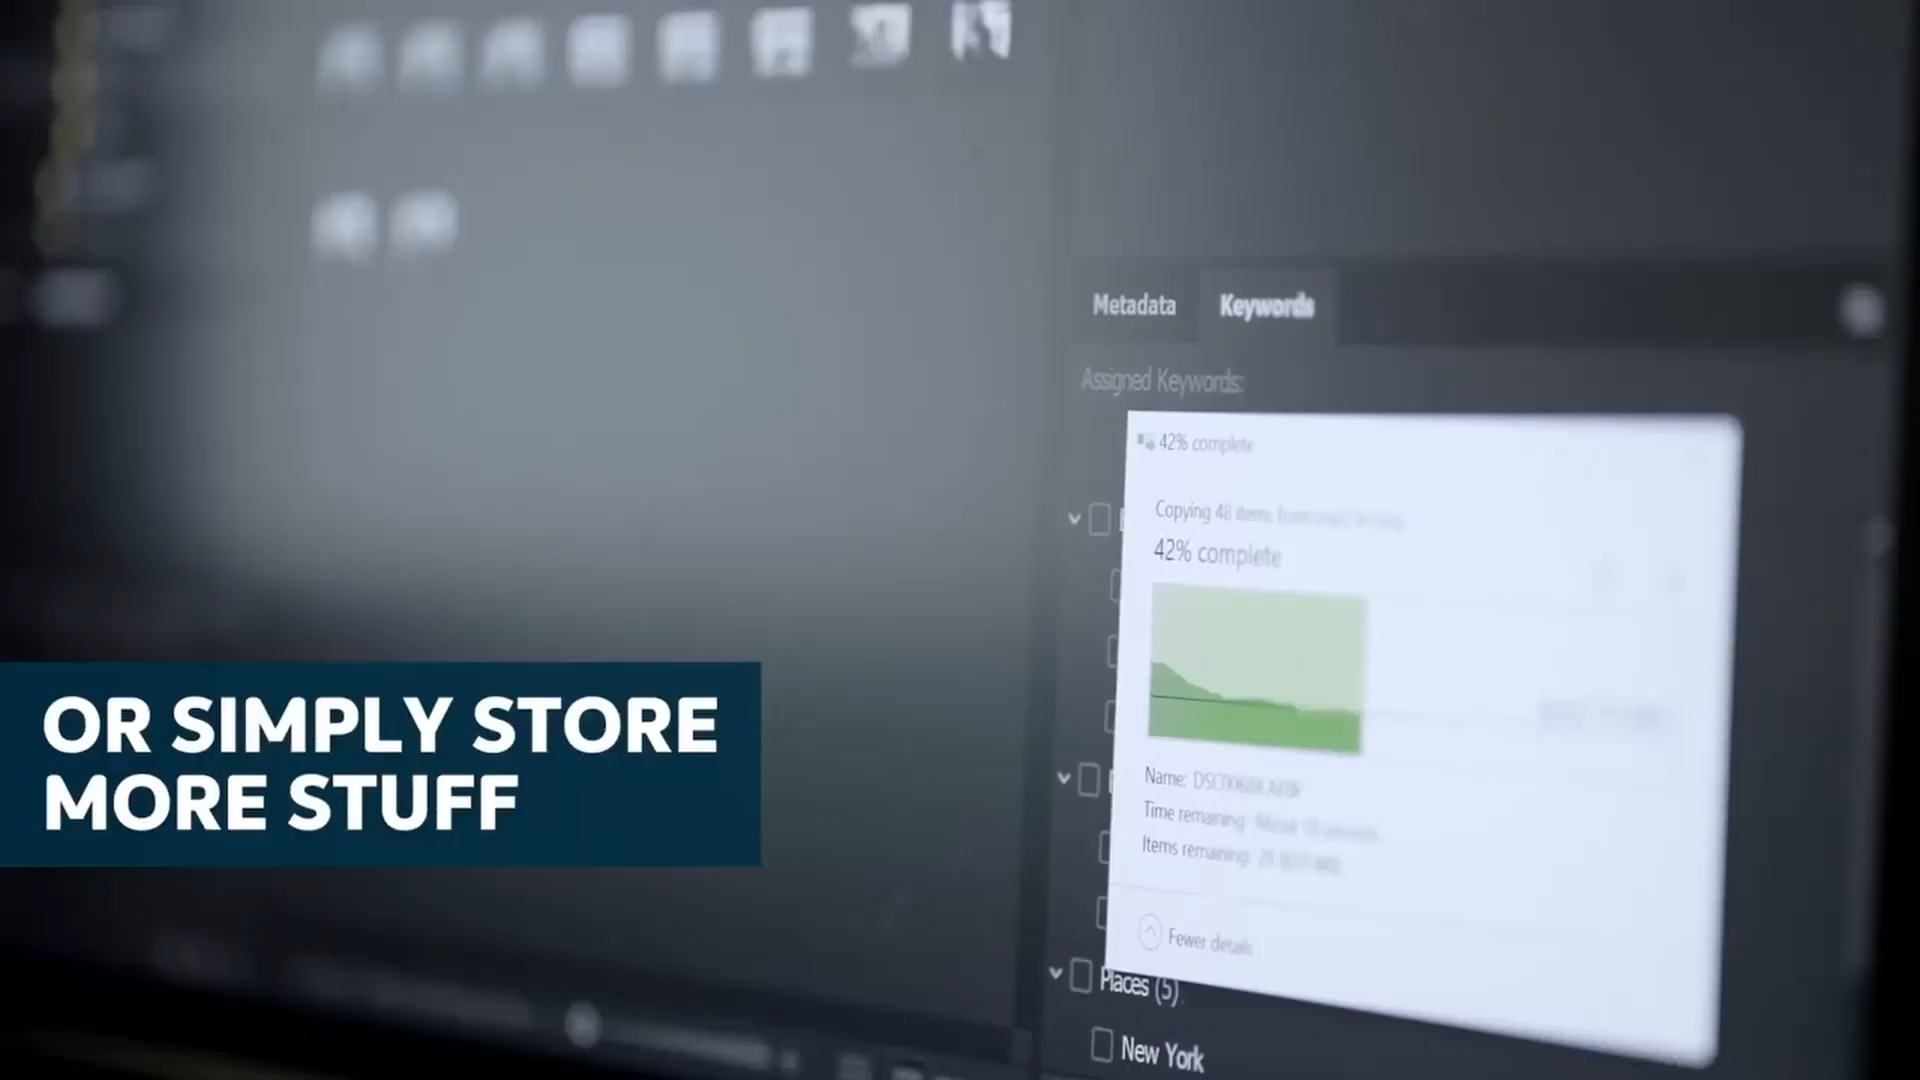 Metadata
Keywords
Assigned Keywords:
42% complete
Copying 48 items from
42% complete
Name:
Time remaining:
Items remaining:
Fewer details
Places (5)
New York
OR SIMPLY STORE
MORE STUFF